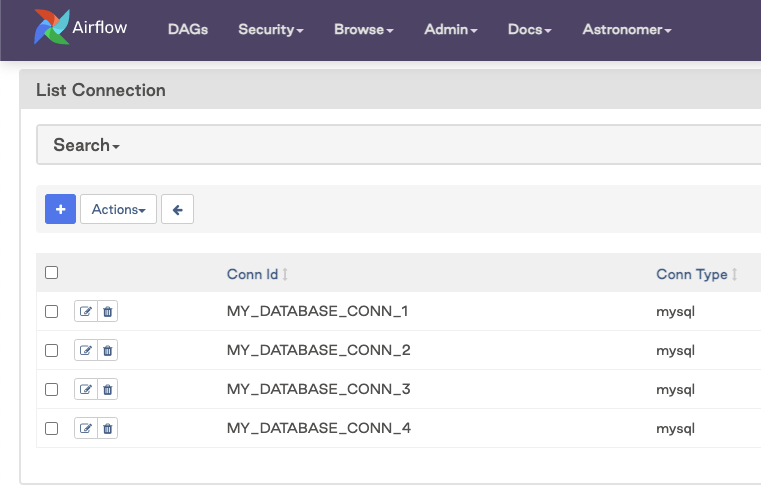 Airflow DAGs Security Browse Admin Docs Astronomer
List Connection
Search
Actions
Conn Id Conn Type
MY_DATABASE_CONN_1 mysql
MY_DATABASE_CONN_2 mysql
MY_DATABASE_CONN_3 mysql
MY_DATABASE_CONN_4 mysql